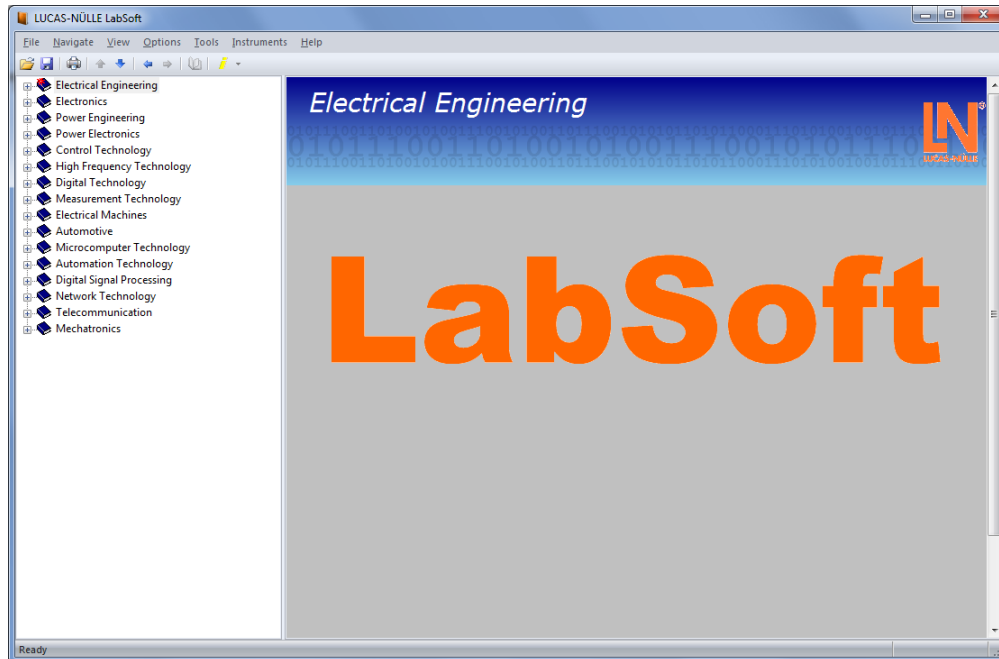 LUCAS-NÜLLE LabSoft
File Navigate View Options Tools Instruments Help
Electrical Engineering
Electronics
Power Engineering
Power Electronics
Control Technology
High Frequency Technology
Digital Technology
Measurement Technology
Electrical Machines
Automotive
Microcomputer Technology
Automation Technology
Digital Signal Processing
Network Technology
Telecommunication
Mechatronics
Electrical Engineering
LN®
LUCAS-NÜLLE
LabSoft
Ready